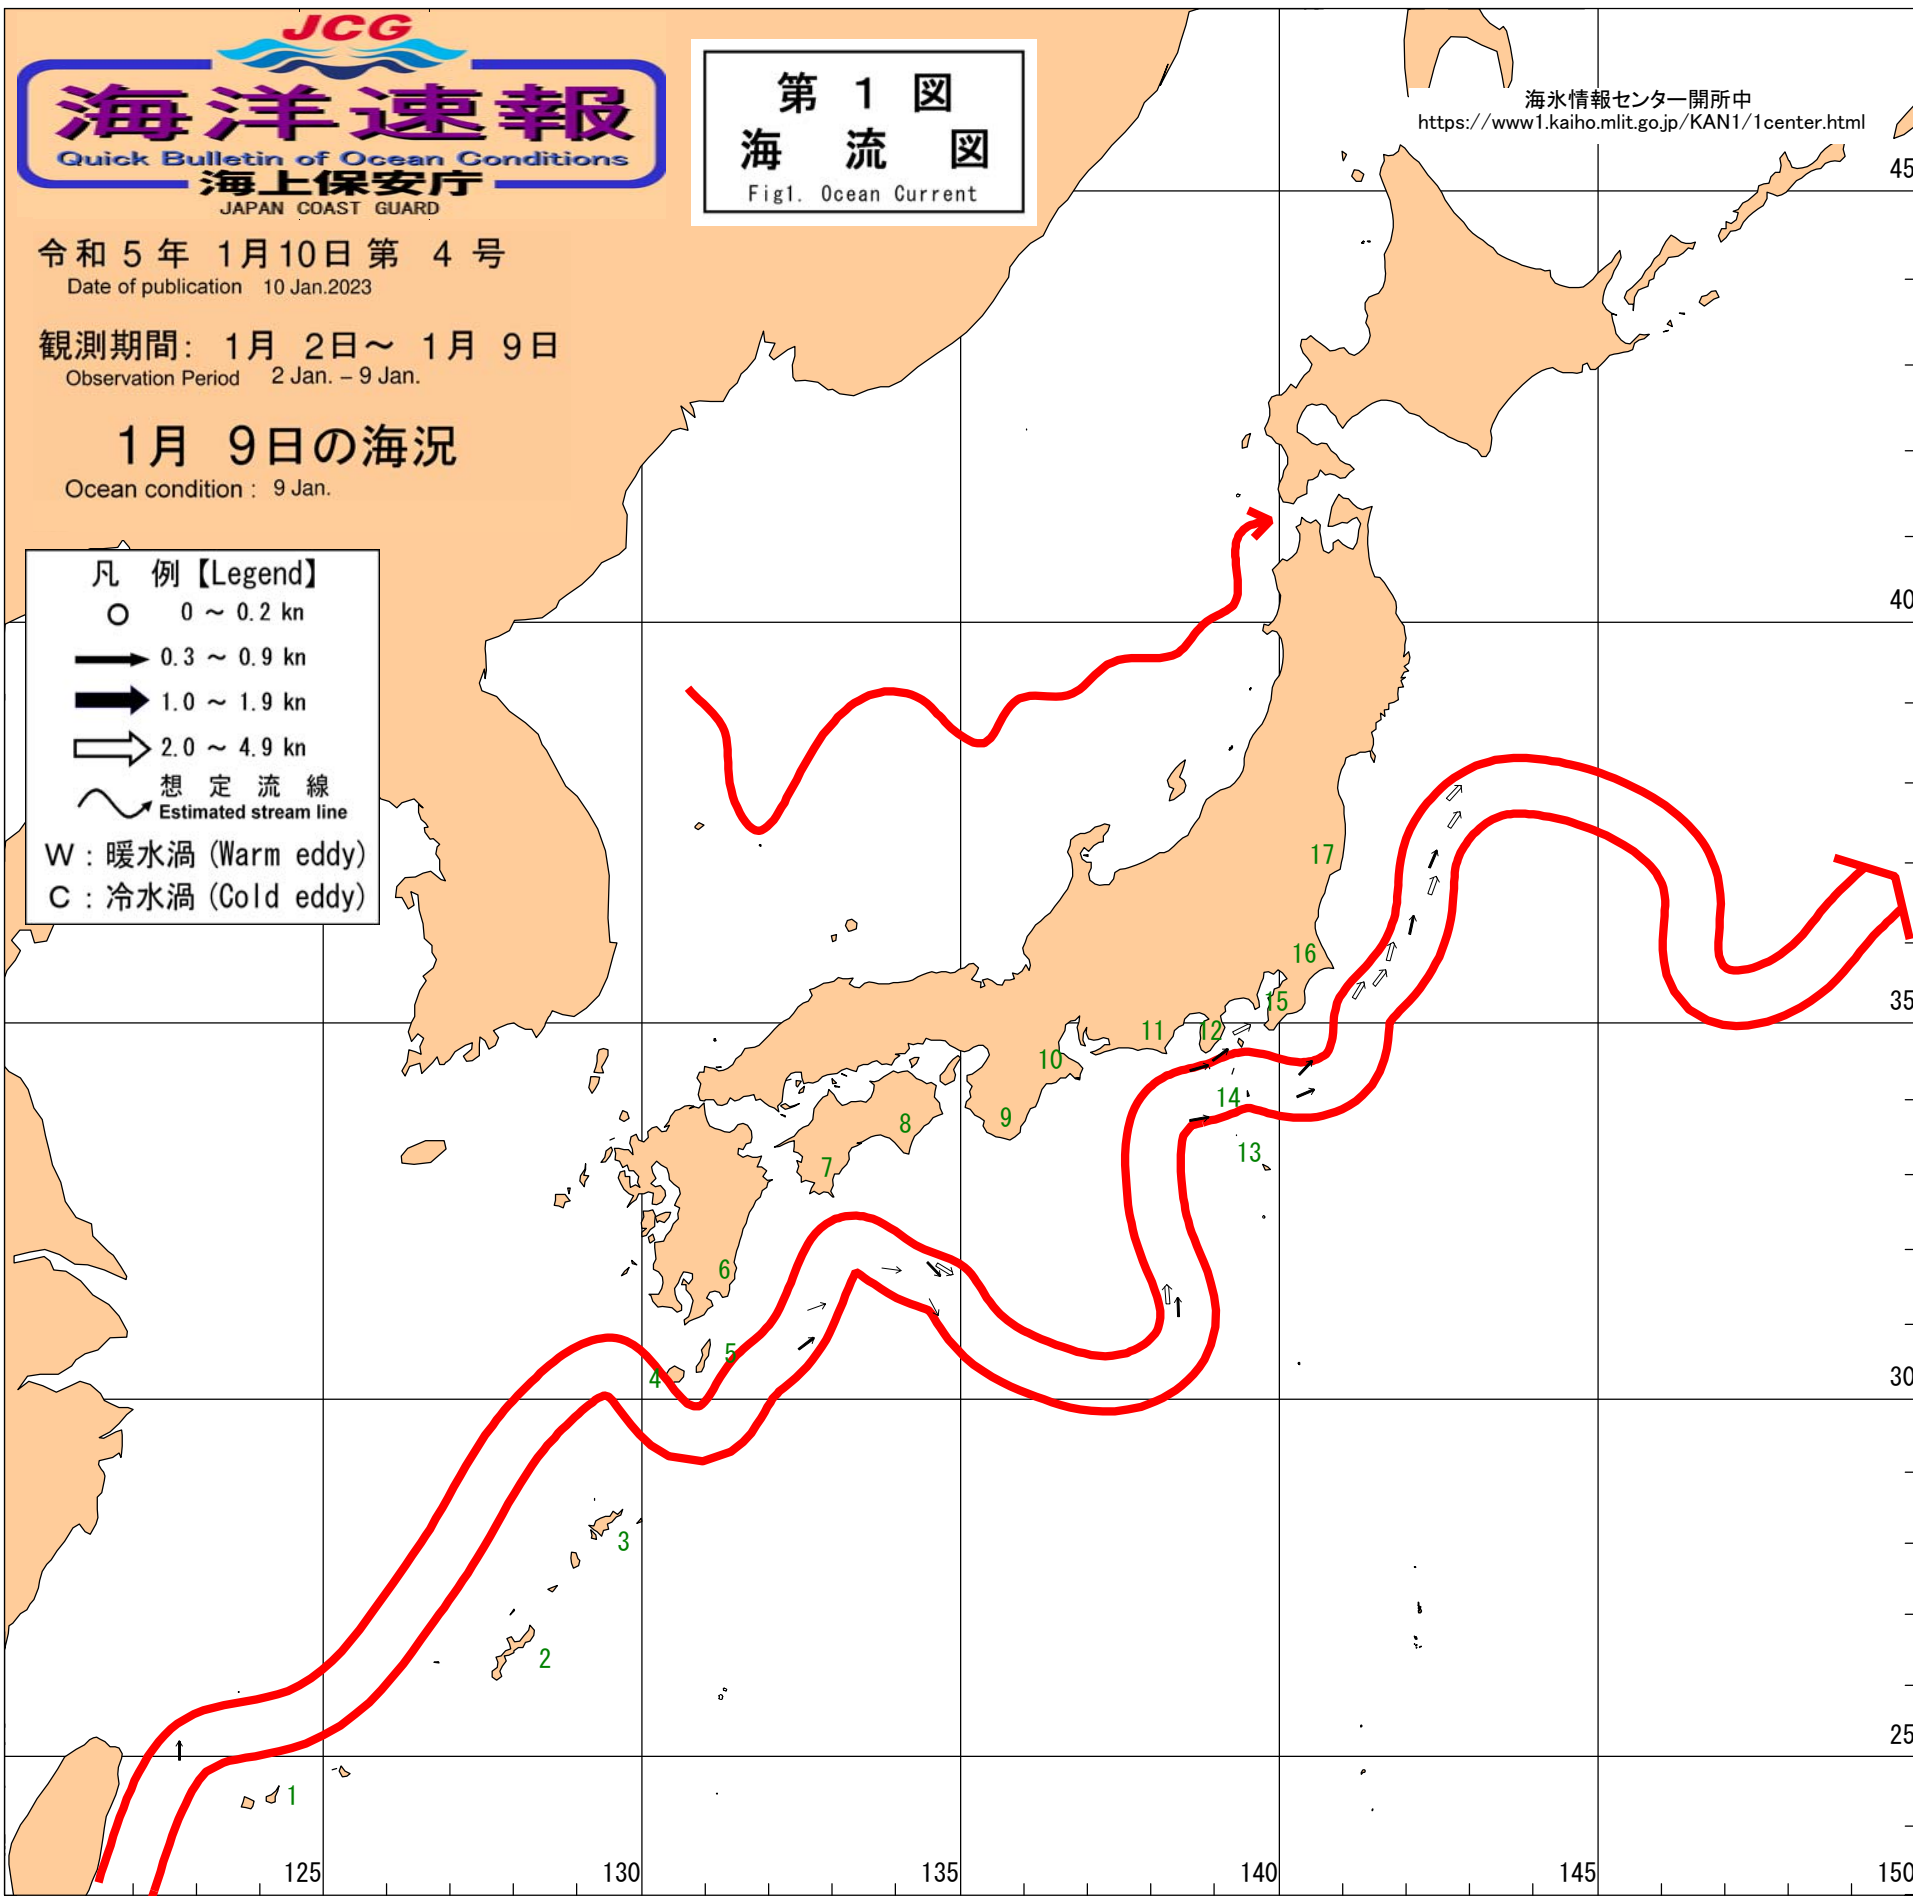 JCG
海洋速報
Quick Bulletin of Ocean Conditions
海上保安庁
JAPAN COAST GUARD
第 1 図
海 流 図
Fig1. Ocean Current
海氷情報センター開所中
https://www1.kaiho.mlit.go.jp/KAN1/1center.html
令和 5 年 1月10日 第 4 号
Date of publication 10 Jan.2023
観測期間: 1月 2日～ 1月 9日
Observation Period 2 Jan. – 9 Jan.
1月 9日の海況
Ocean condition : 9 Jan.
凡 例【Legend】
0 ～ 0.2 kn
0.3 ～ 0.9 kn
1.0 ～ 1.9 kn
2.0 ～ 4.9 kn
想 定 流 線
Estimated stream line
W : 暖水渦 (Warm eddy)
C : 冷水渦 (Cold eddy)
45
40
17
16
35
15
12
11
10
14
9
8
13
7
6
5
4
30
3
2
25
1
125
130
135
140
145
150